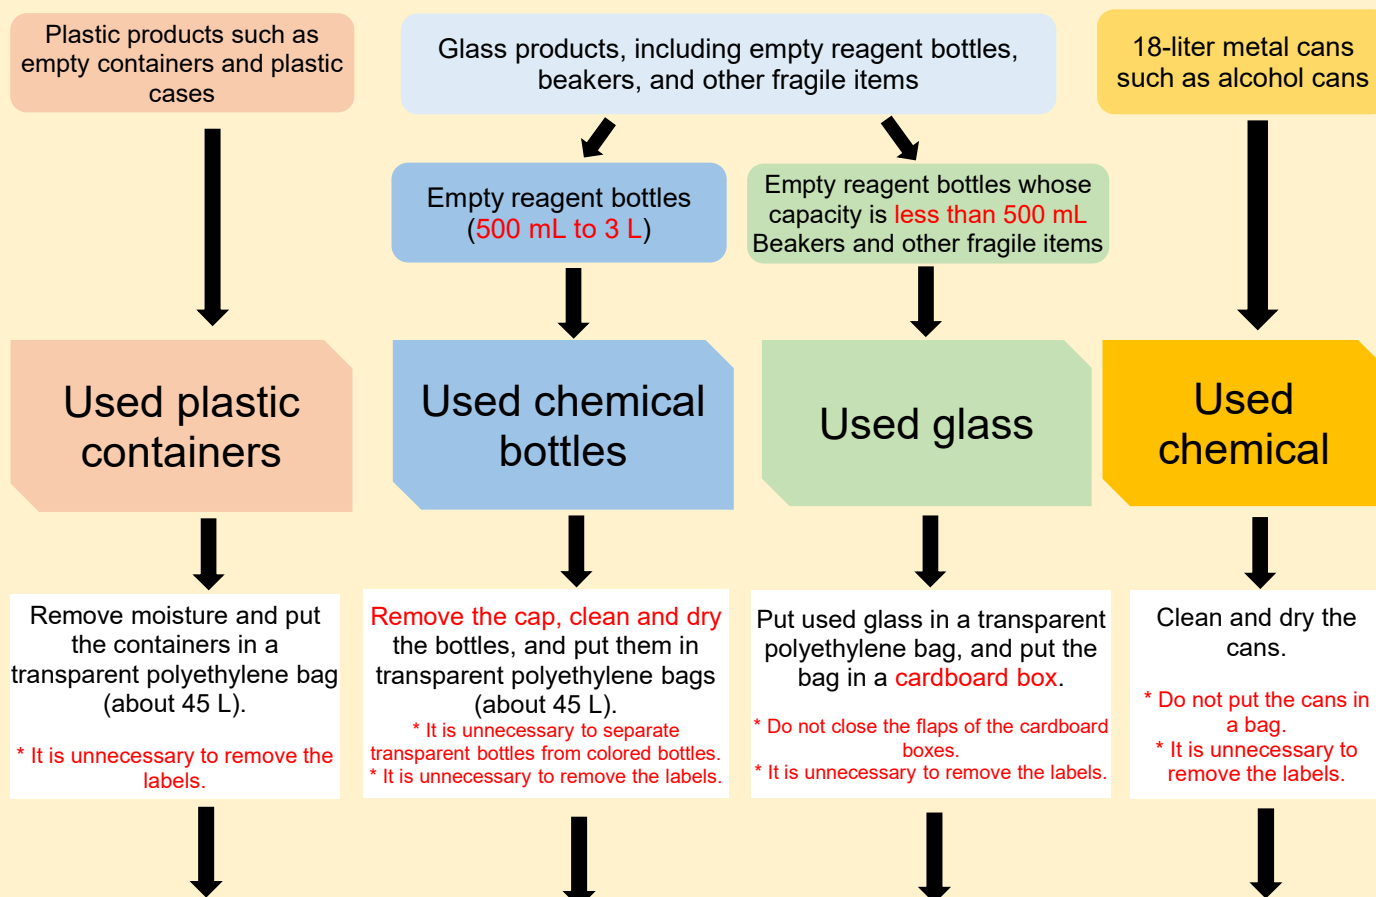 Plastic products such as
empty containers and plastic
cases
Glass products, including empty reagent bottles,
beakers, and other fragile items
18-liter metal cans
such as alcohol cans
Empty reagent bottles
(500 mL to 3 L)
Empty reagent bottles whose
capacity is less than 500 mL
Beakers and other fragile items
Used plastic
containers
Used chemical
bottles
Used glass
Used
chemical
Remove moisture and put
the containers in a
transparent polyethylene bag
(about 45 L).
* It is unnecessary to remove the
labels.
Remove the cap, clean and dry
the bottles, and put them in
transparent polyethylene bags
(about 45 L).
* It is unnecessary to separate
transparent bottles from colored bottles.
* It is unnecessary to remove the labels.
Put used glass in a transparent
polyethylene bag, and put the
bag in a cardboard box.
* Do not close the flaps of the cardboard
boxes.
* It is unnecessary to remove the labels.
Clean and dry the
cans.
* Do not put the cans in
a bag.
* It is unnecessary to
remove the labels.